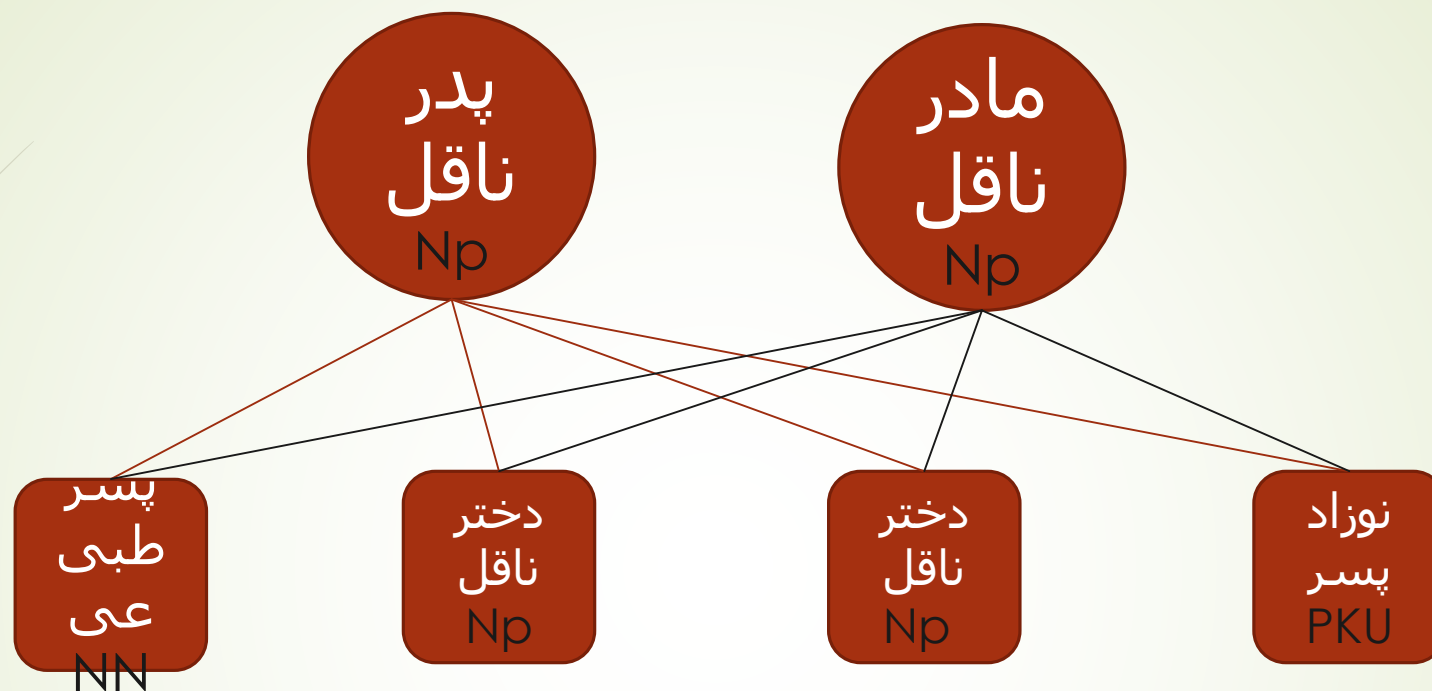 پدر
ناقل
Np
مادر
ناقل
Np
پسر
طبی
عی
NN
دختر
ناقل
Np
دختر
ناقل
Np
نوزاد
پسر
PKU